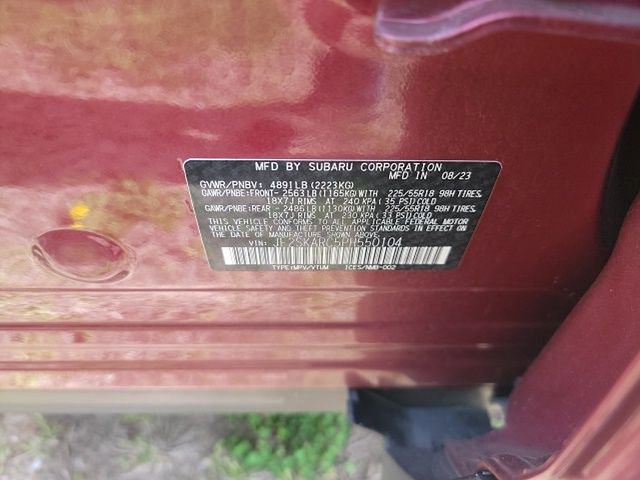 MFD BY SUBARU CORPORATION
MFD IN 08/23
GVWR/PNBV: 4891LB(2223KG)
GAWR/PNBE:FRONT- 2563LB(1165KG)WITH 225/55R18 98H TIRES,
18X7J RIMS AT 240 KPA(35 PSI)COLD
GAWR/PNBE:REAR - 2486LB(1130KG)WITH 225/55R18 98H TIRES,
18X7J RIMS AT 230 KPA(33 PSI)COLD
THIS VEHICLE CONFORMS TO ALL APPLICABLE FEDERAL MOTOR
VEHICLE SAFETY AND THEFT PREVENTION STANDARDS IN
EFFECT ON THE DATE OF MANUFACTURE SHOWN ABOVE.
VIN: JF2SKARC5PH550104
TYPE:MPV/VTUM ICES/NMB-002